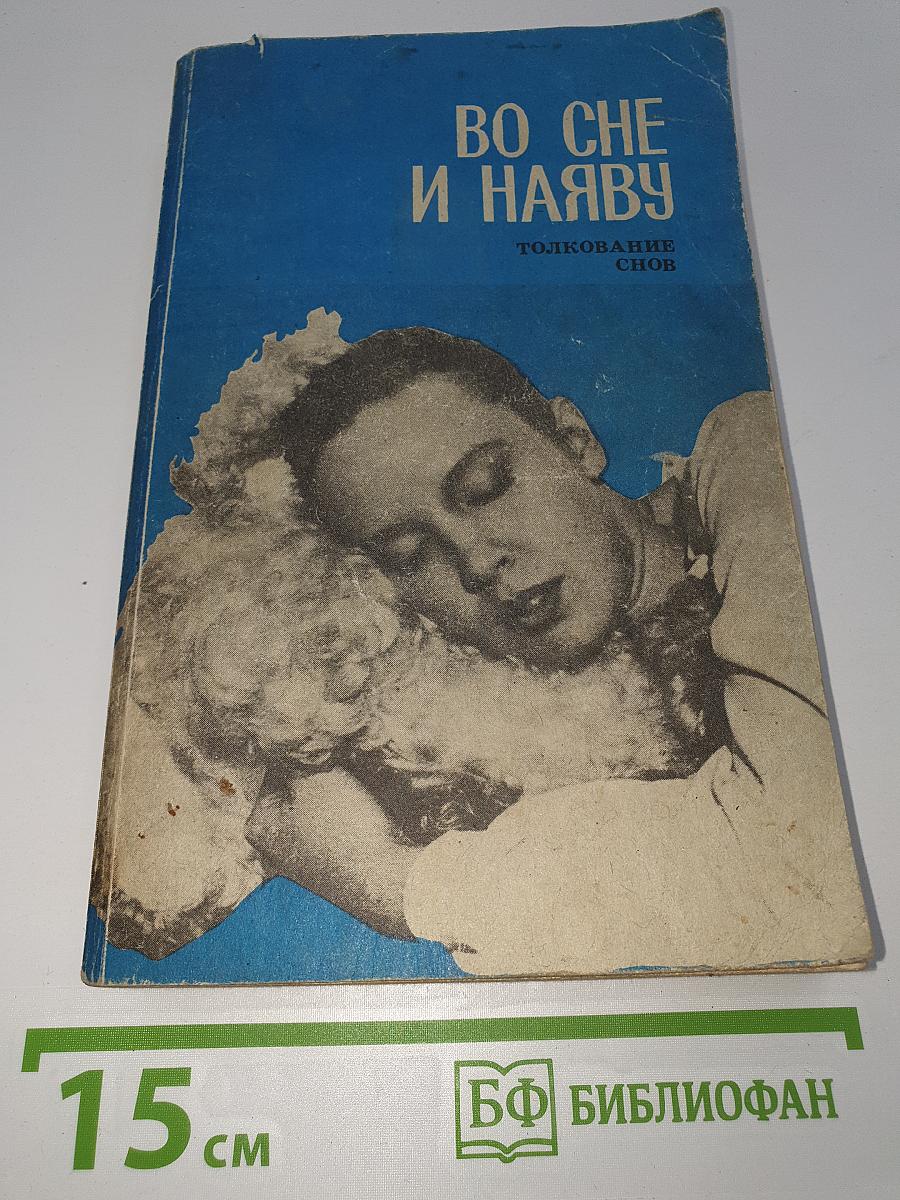 ВО СНЕ
И НАЯВУ
ТОЛКОВАНИЕ
СНОВ
15 см
БФ БИБЛИОФАН